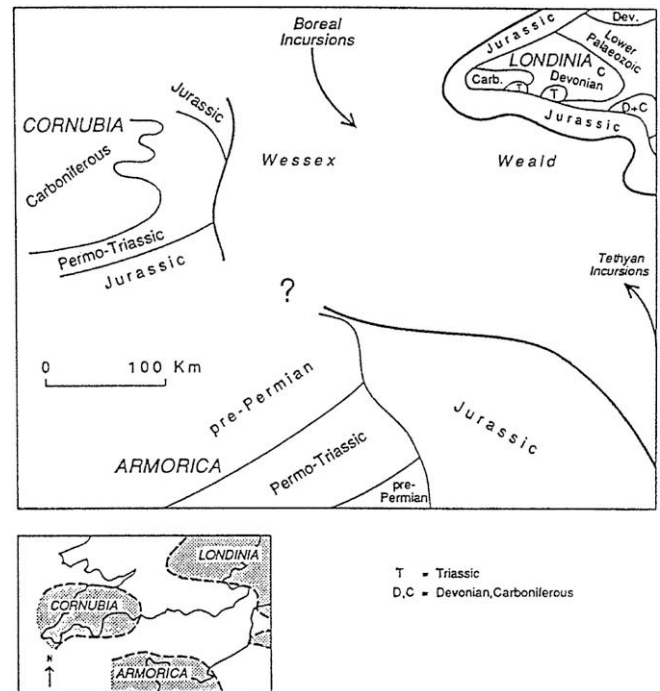 Boreal
Incursions
Jurassic
Dev.
Lower
Palaeozoic
LONDINIA
C
Carb.
Devonian
T
T
D+C
Jurassic
CORNUBIA
Jurassic
Carboniferous
Wessex
Weald
Permo-Triassic
Jurassic
Tethyan
Incursions
?
0 100 Km
pre-Permian
Jurassic
ARMORICA
Permo-Triassic
pre-
Permian
LONDINIA
CORNUBIA
N
ARMORICA
T = Triassic
D,C = Devonian,Carboniferous